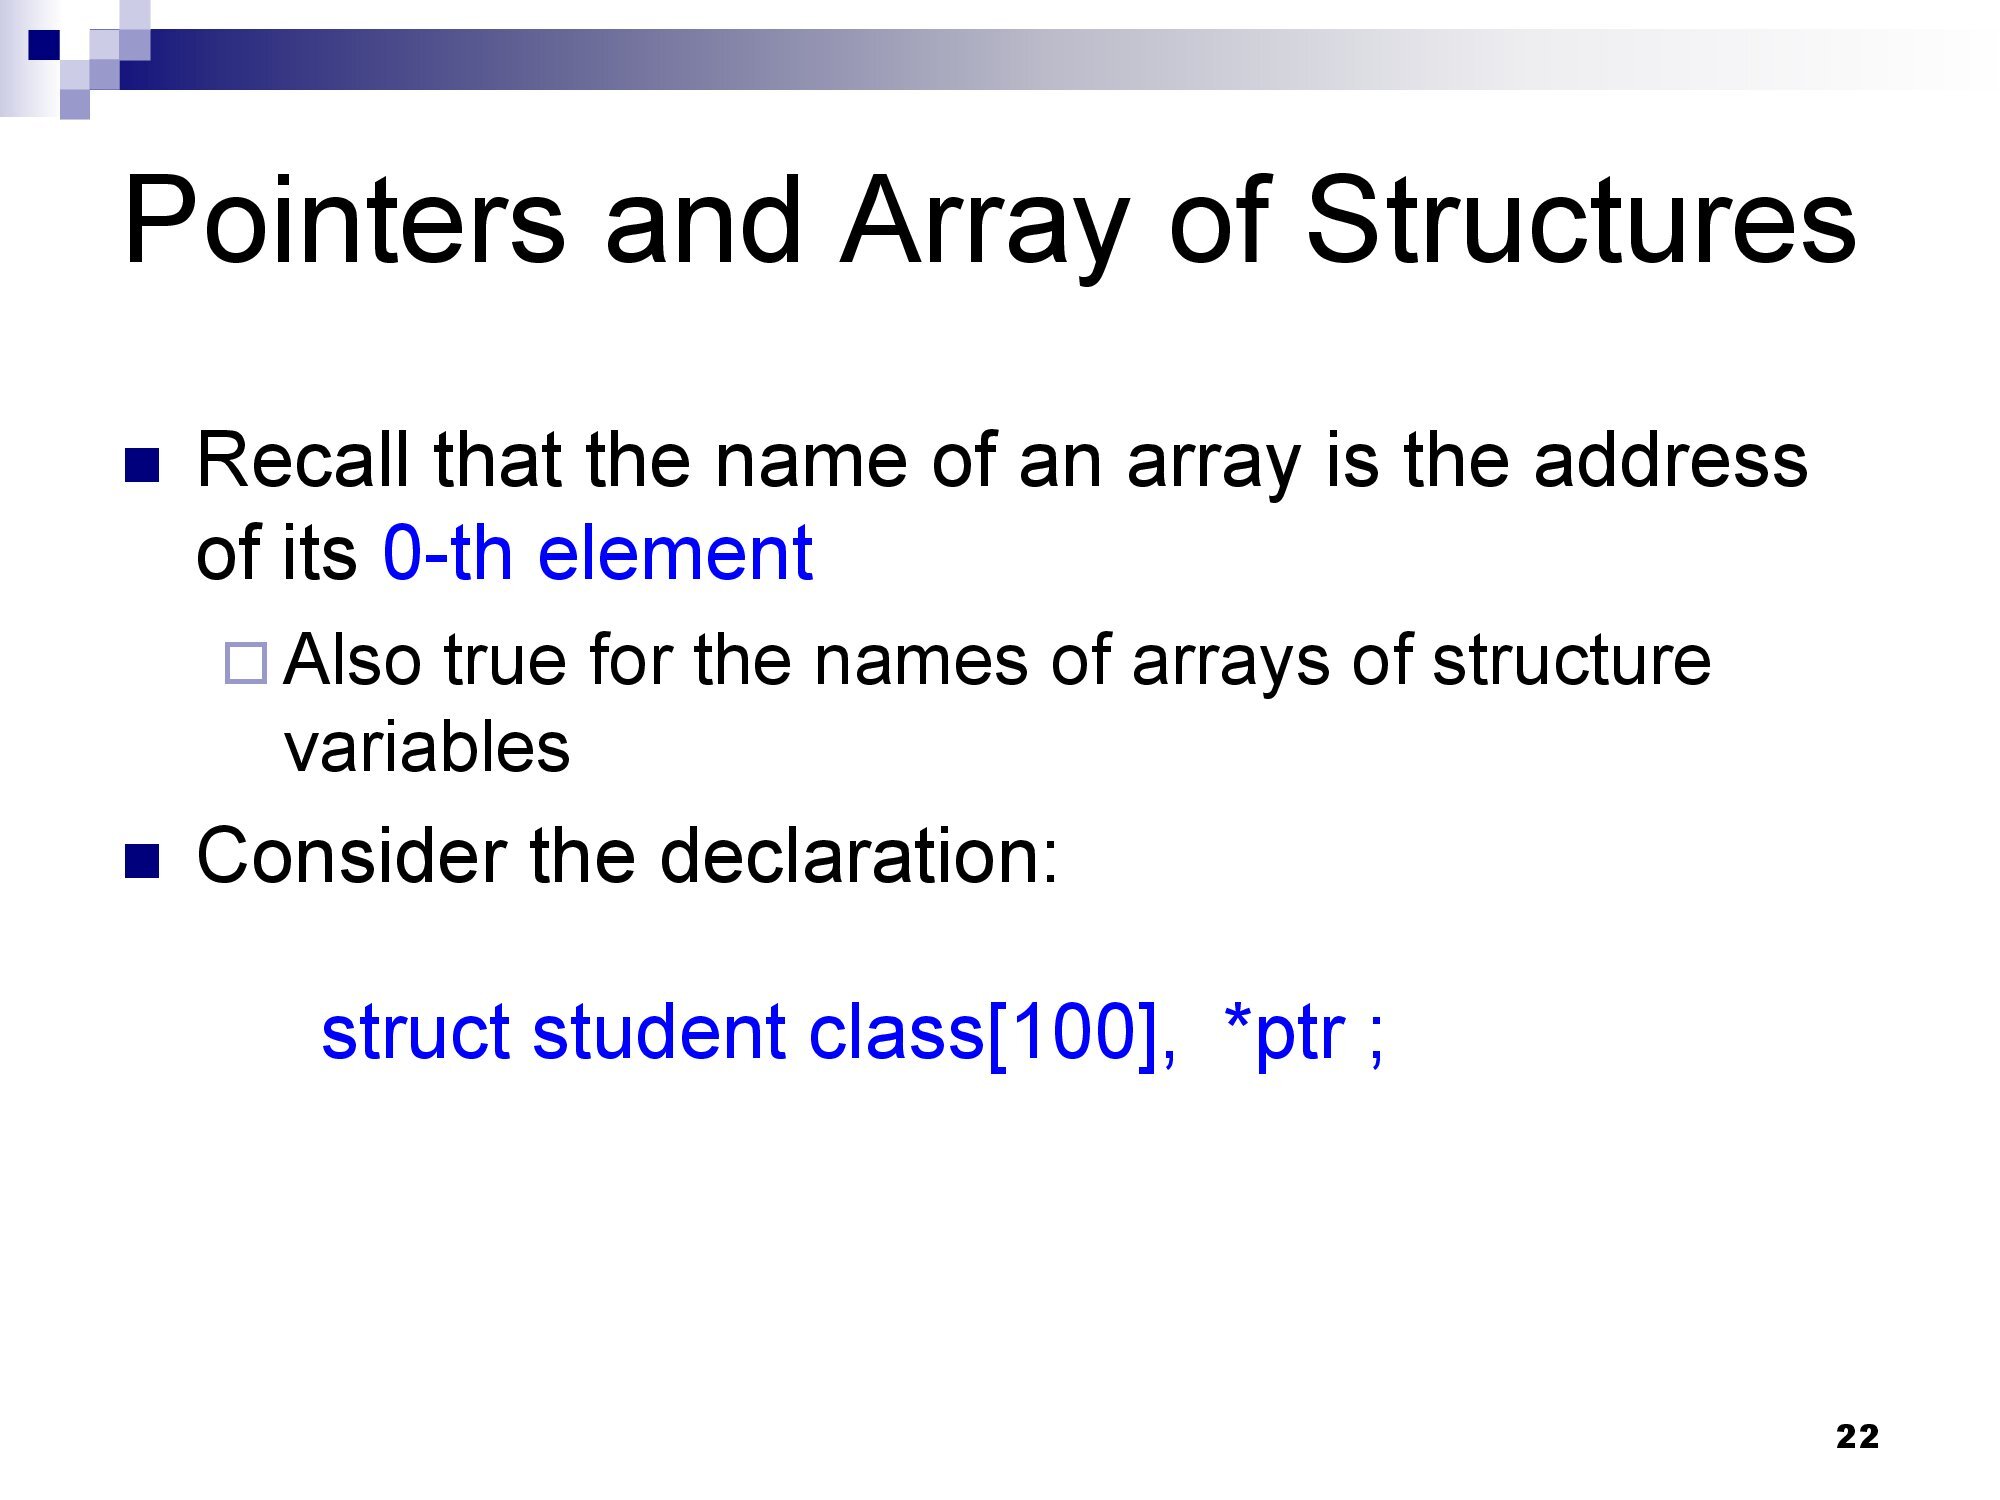 Pointers and Array of Structures
Recall that the name of an array is the address
of its 0-th element
Also true for the names of arrays of structure
variables
Consider the declaration:
struct student class[100],  *ptr ;
22